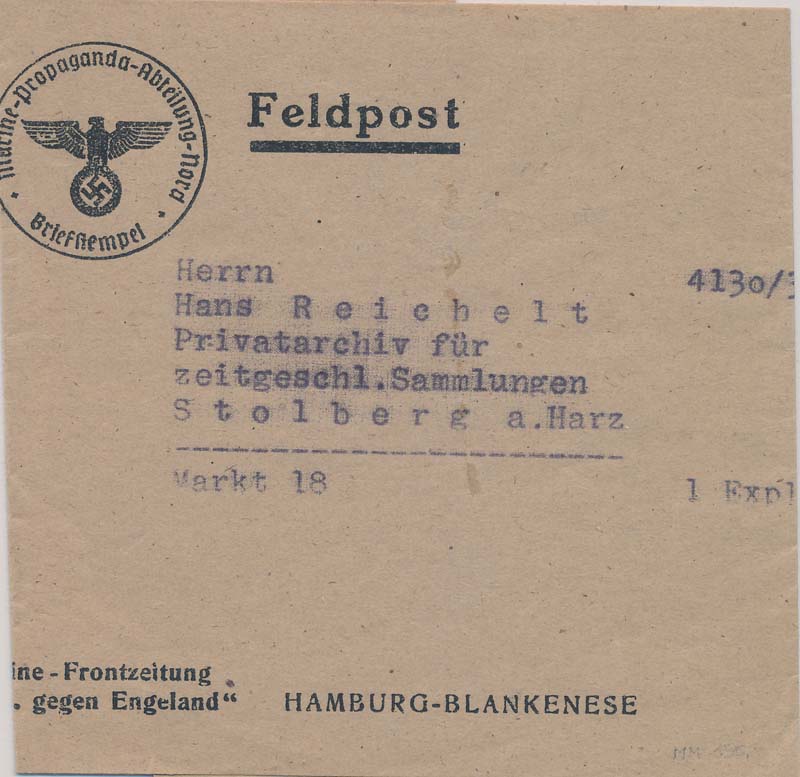 Marine-Propaganda-Abteilung-Nord
Briefstempel
Feldpost
Herrn
4130/3
Hans Reichelt
Privatarchiv für
zeitgeschl.Sammlungen
Stolberg a.Harz
Markt 18
1 Expl
ine-Frontzeitung
. gegen Engeland“ HAMBURG-BLANKENESE